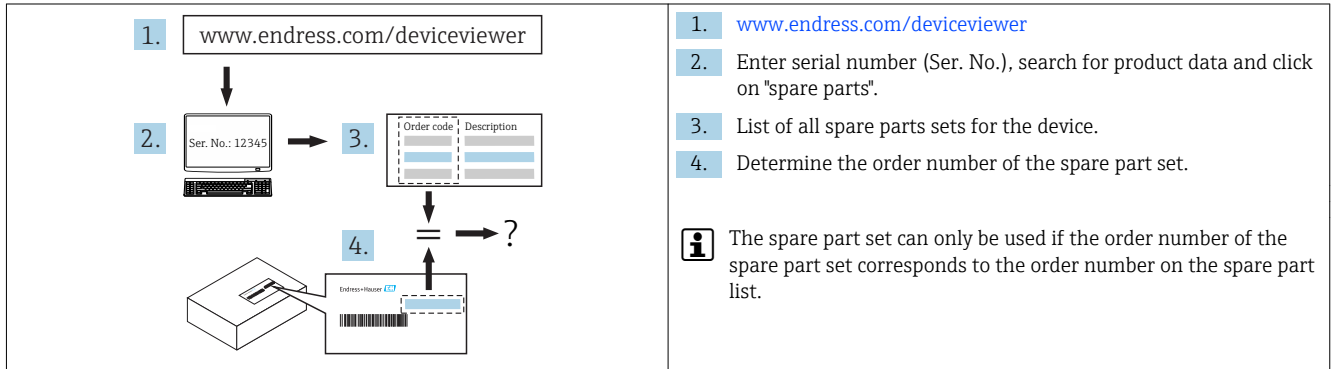 1. www.endress.com/deviceviewer
2. Ser. No.: 12345
3. Order code Description
= ?
4.
Endress+Hauser EH
1. www.endress.com/deviceviewer
2. Enter serial number (Ser. No.), search for product data and click
on "spare parts".
3. List of all spare parts sets for the device.
4. Determine the order number of the spare part set.
i The spare part set can only be used if the order number of the
spare part set corresponds to the order number on the spare part
list.